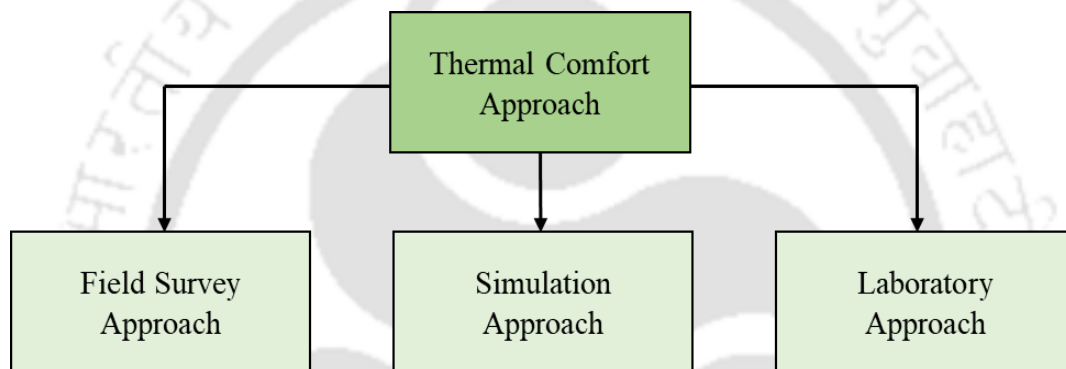 Thermal Comfort
Approach
Field Survey
Approach
Simulation
Approach
Laboratory
Approach